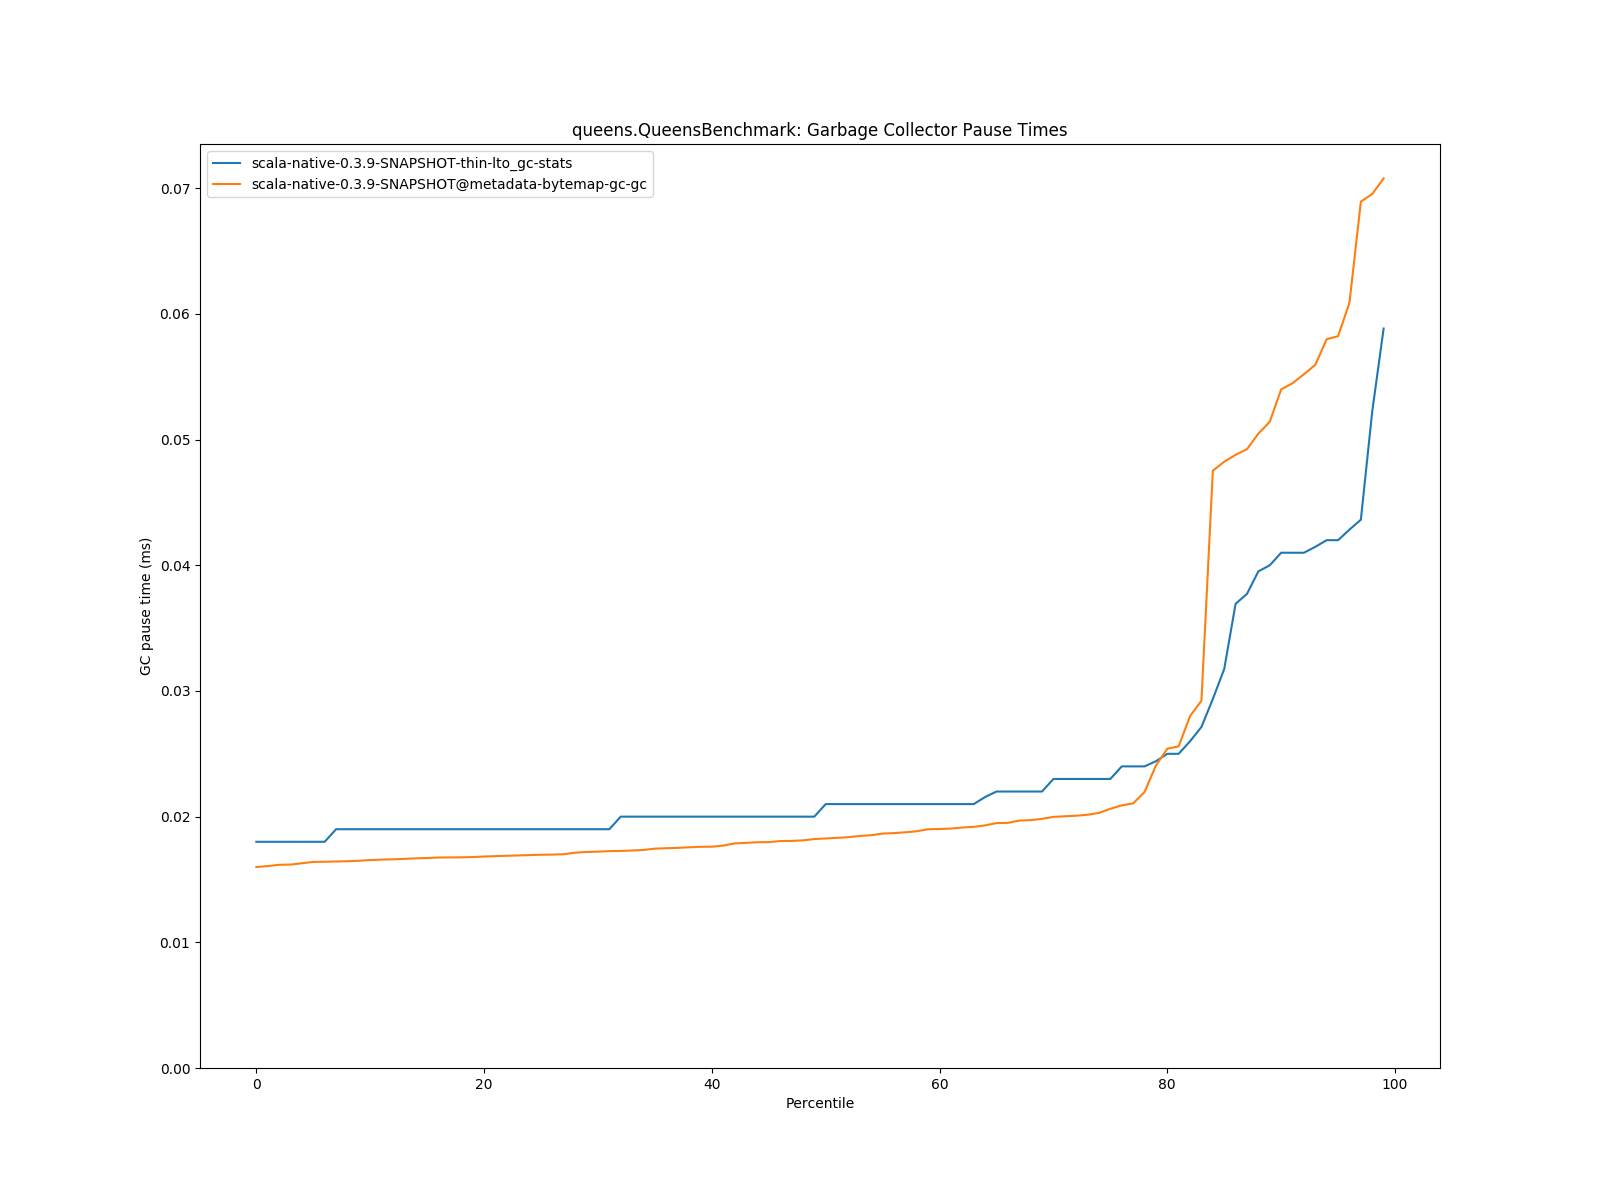 queens.QueensBenchmark: Garbage Collector Pause Times
scala-native-0.3.9-SNAPSHOT-thin-lto_gc-stats
scala-native-0.3.9-SNAPSHOT@metadata-bytemap-gc-gc
0.07
0.06
0.05
0.04
0.03
0.02
0.01
0.00
GC pause time (ms)
0 20 40 60 80 100
Percentile